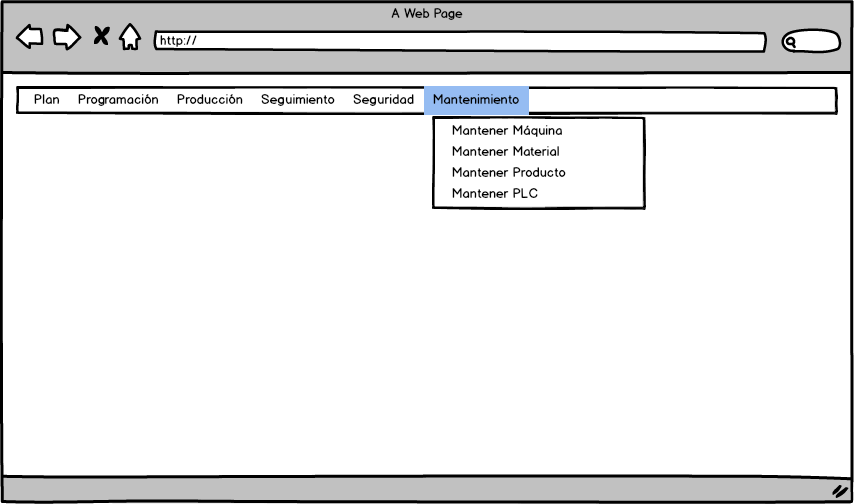 A Web Page
http://
Plan Programación Producción Seguimiento Seguridad Mantenimiento
Mantener Máquina
Mantener Material
Mantener Producto
Mantener PLC